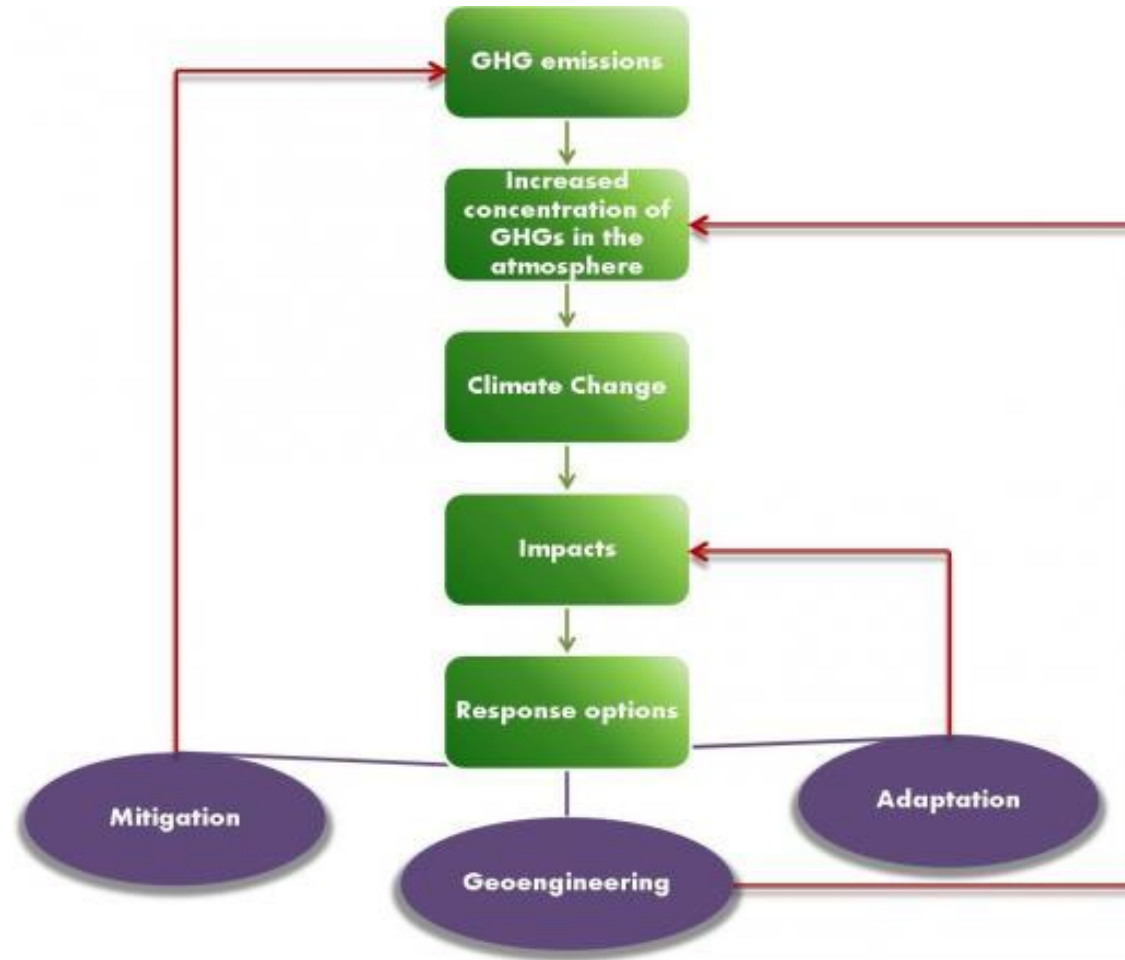 GHG emissions
Increased
concentration of
GHGs in the
atmosphere
Climate Change
Impacts
Response options
Mitigation
Adaptation
Geoengineering